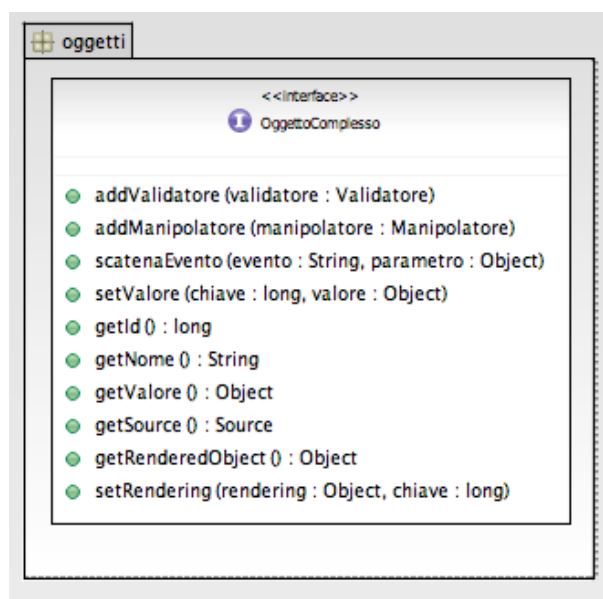 oggetti
<<interface>>
I OggettoComplesso
addValidatore (validatore : Validatore)
addManipolatore (manipolatore : Manipolatore)
scatenaEvento (evento : String, parametro : Object)
setValore (chiave : long, valore : Object)
getId () : long
getNome () : String
getValore () : Object
getSource () : Source
getRenderedObject () : Object
setRendering (rendering : Object, chiave : long)